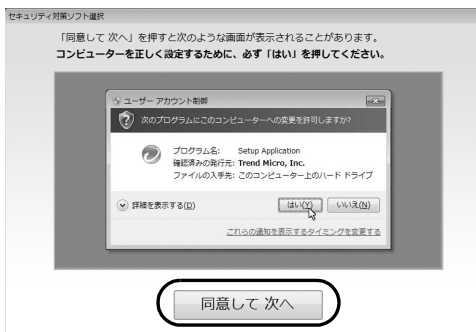 セキュリティ対策ソフト選択
「同意して 次へ」を押すと次のような画面が表示されることがあります。
コンピューターを正しく設定するために、必ず「はい」を押してください。
ユーザー アカウント制御
次のプログラムにこのコンピューターへの変更を許可しますか?
プログラム名: Setup Application
確認済みの発行元: Trend Micro, Inc.
ファイルの入手先: このコンピューター上のハード ドライブ
詳細を表示する(D) はい(Y) いいえ(N)
これらの通知を表示するタイミングを変更する
同意して 次へ